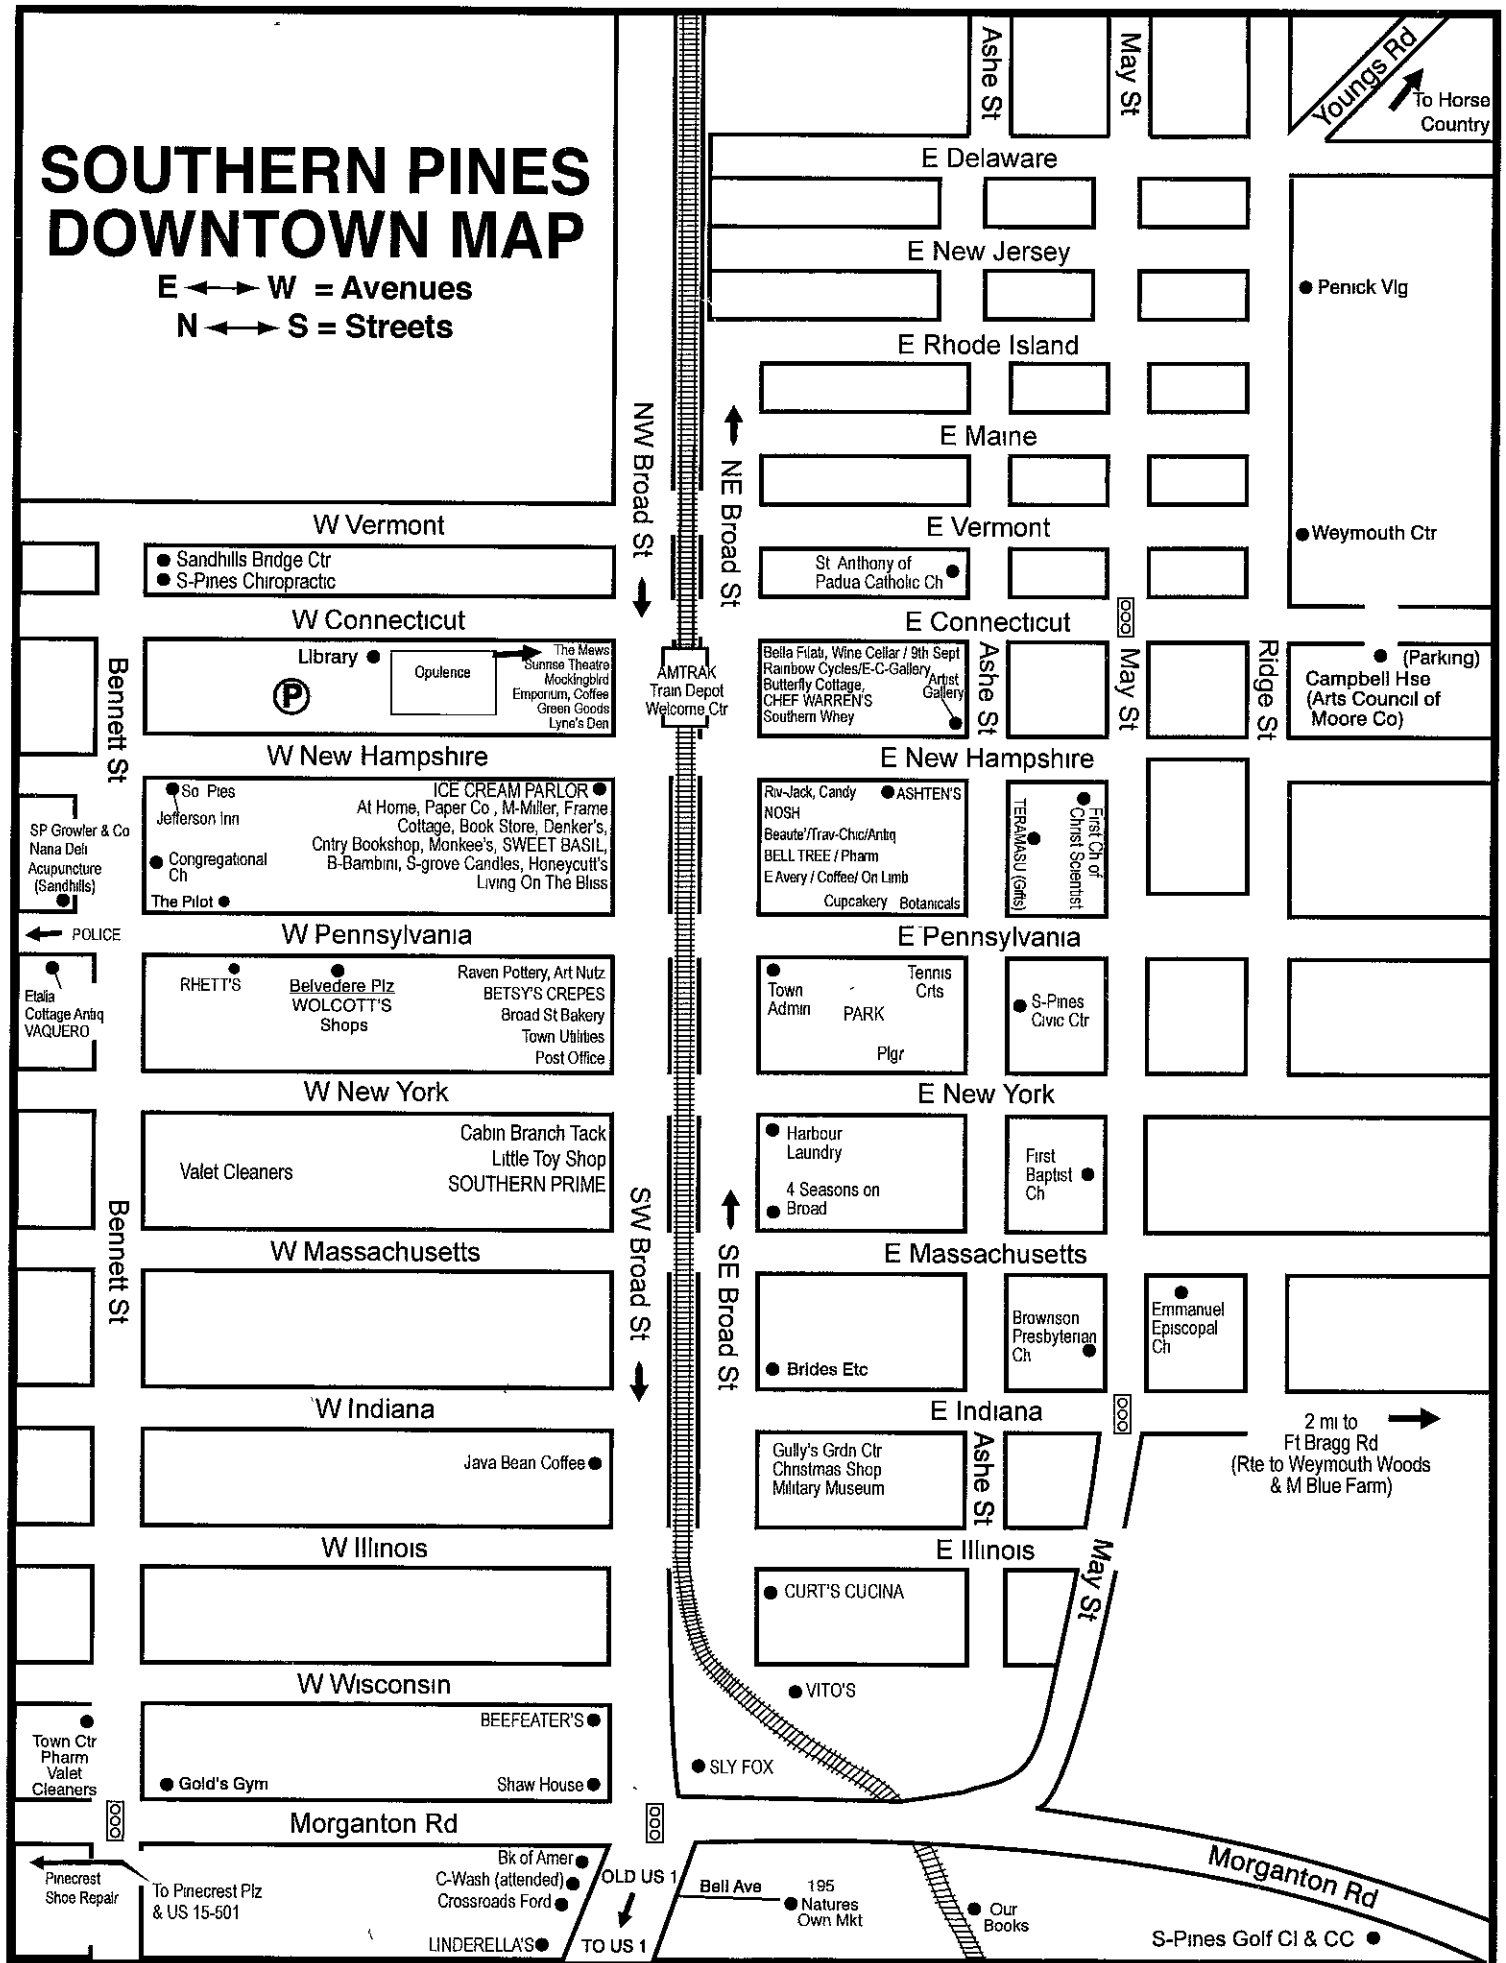 SOUTHERN PINES
DOWNTOWN MAP
E W = Avenues
N S = Streets
Ashe St
May St
Youngs Rd
To Horse
Country
E Delaware
E New Jersey
Penick Vlg
E Rhode Island
NW Broad St
NE Broad St
E Maine
W Vermont
E Vermont
Weymouth Ctr
Sandhills Bridge Ctr
S-Pines Chiropractic
St Anthony of
Padua Catholic Ch
W Connecticut
E Connecticut
Bennett St
Library
P
Opulence
The Mews
Sunrise Theatre
Mockingbird
Emporium, Coffee
Green Goods
Lyne's Den
AMTRAK
Train Depot
Welcome Ctr
Bella Filati, Wine Cellar / 9th Sept
Rainbow Cycles/E-C-Gallery
Butterfly Cottage,
CHEF WARREN'S
Southern Whey
Artist
Gallery
Ashe St
May St
Ridge St
(Parking)
Campbell Hse
(Arts Council of
Moore Co)
W New Hampshire
E New Hampshire
SP Growler & Co
Nana Deli
Acupuncture
(Sandhills)
So Pies
Jefferson Inn
Congregational
Ch
The Pilot
ICE CREAM PARLOR
At Home, Paper Co , M-Miller, Frame
Cottage, Book Store, Denker's,
Cntry Bookshop, Monkee's, SWEET BASIL,
B-Bambini, S-grove Candles, Honeycutt's
Living On The Bliss
Riv-Jack, Candy
ASHTEN'S
NOSH
Beaute'/Trav-Chic/Antiq
BELL TREE / Pharm
E Avery / Coffee/ On Limb
Cupcakery Botanicals
TERAMASU (Gifts)
First Ch of
Christ Scientist
POLICE
W Pennsylvania
E Pennsylvania
Etalia
Cottage Antiq
VAQUERO
RHETT'S
Belvedere Plz
WOLCOTT'S
Shops
Raven Pottery, Art Nutz
BETSY'S CREPES
Broad St Bakery
Town Utilities
Post Office
Town
Admin
PARK
Tennis
Crts
Plgr
S-Pines
Civic Ctr
W New York
E New York
Valet Cleaners
Cabin Branch Tack
Little Toy Shop
SOUTHERN PRIME
Harbour
Laundry
4 Seasons on
Broad
First
Baptist
Ch
Bennett St
SW Broad St
SE Broad St
W Massachusetts
E Massachusetts
Brides Etc
Brownson
Presbyterian
Ch
Emmanuel
Episcopal
Ch
W Indiana
E Indiana
2 mi to
Ft Bragg Rd
(Rte to Weymouth Woods
& M Blue Farm)
Java Bean Coffee
Gully's Grdn Ctr
Christmas Shop
Military Museum
Ashe St
W Illinois
E Illinois
May St
CURT'S CUCINA
W Wisconsin
VITO'S
Town Ctr
Pharm
Valet
Cleaners
Gold's Gym
BEEFEATER'S
Shaw House
SLY FOX
Morganton Rd
Morganton Rd
Pinecrest
Shoe Repair
To Pinecrest Plz
& US 15-501
Bk of Amer
C-Wash (attended)
Crossroads Ford
LINDERELLA'S
OLD US 1
TO US 1
Bell Ave
195
Natures
Own Mkt
Our
Books
S-Pines Golf Cl & CC